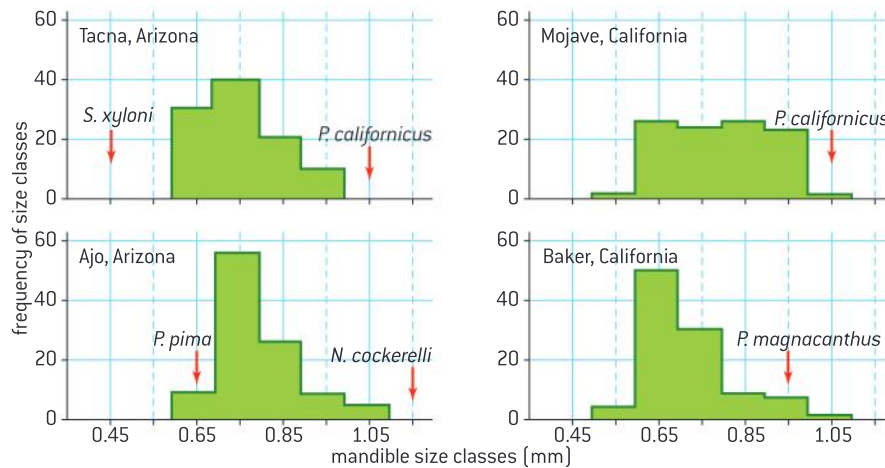 60
40
20
0
Tacna, Arizona
S. xyloni
P. californicus
Mojave, California
P. californicus
60
40
20
0
frequency of size classes
60
40
20
0
Ajo, Arizona
P. pima
N. cockerelli
0.45 0.65 0.85 1.05
60
40
20
0
Baker, California
P. magnacanthus
0.45 0.65 0.85 1.05
mandible size classes (mm)